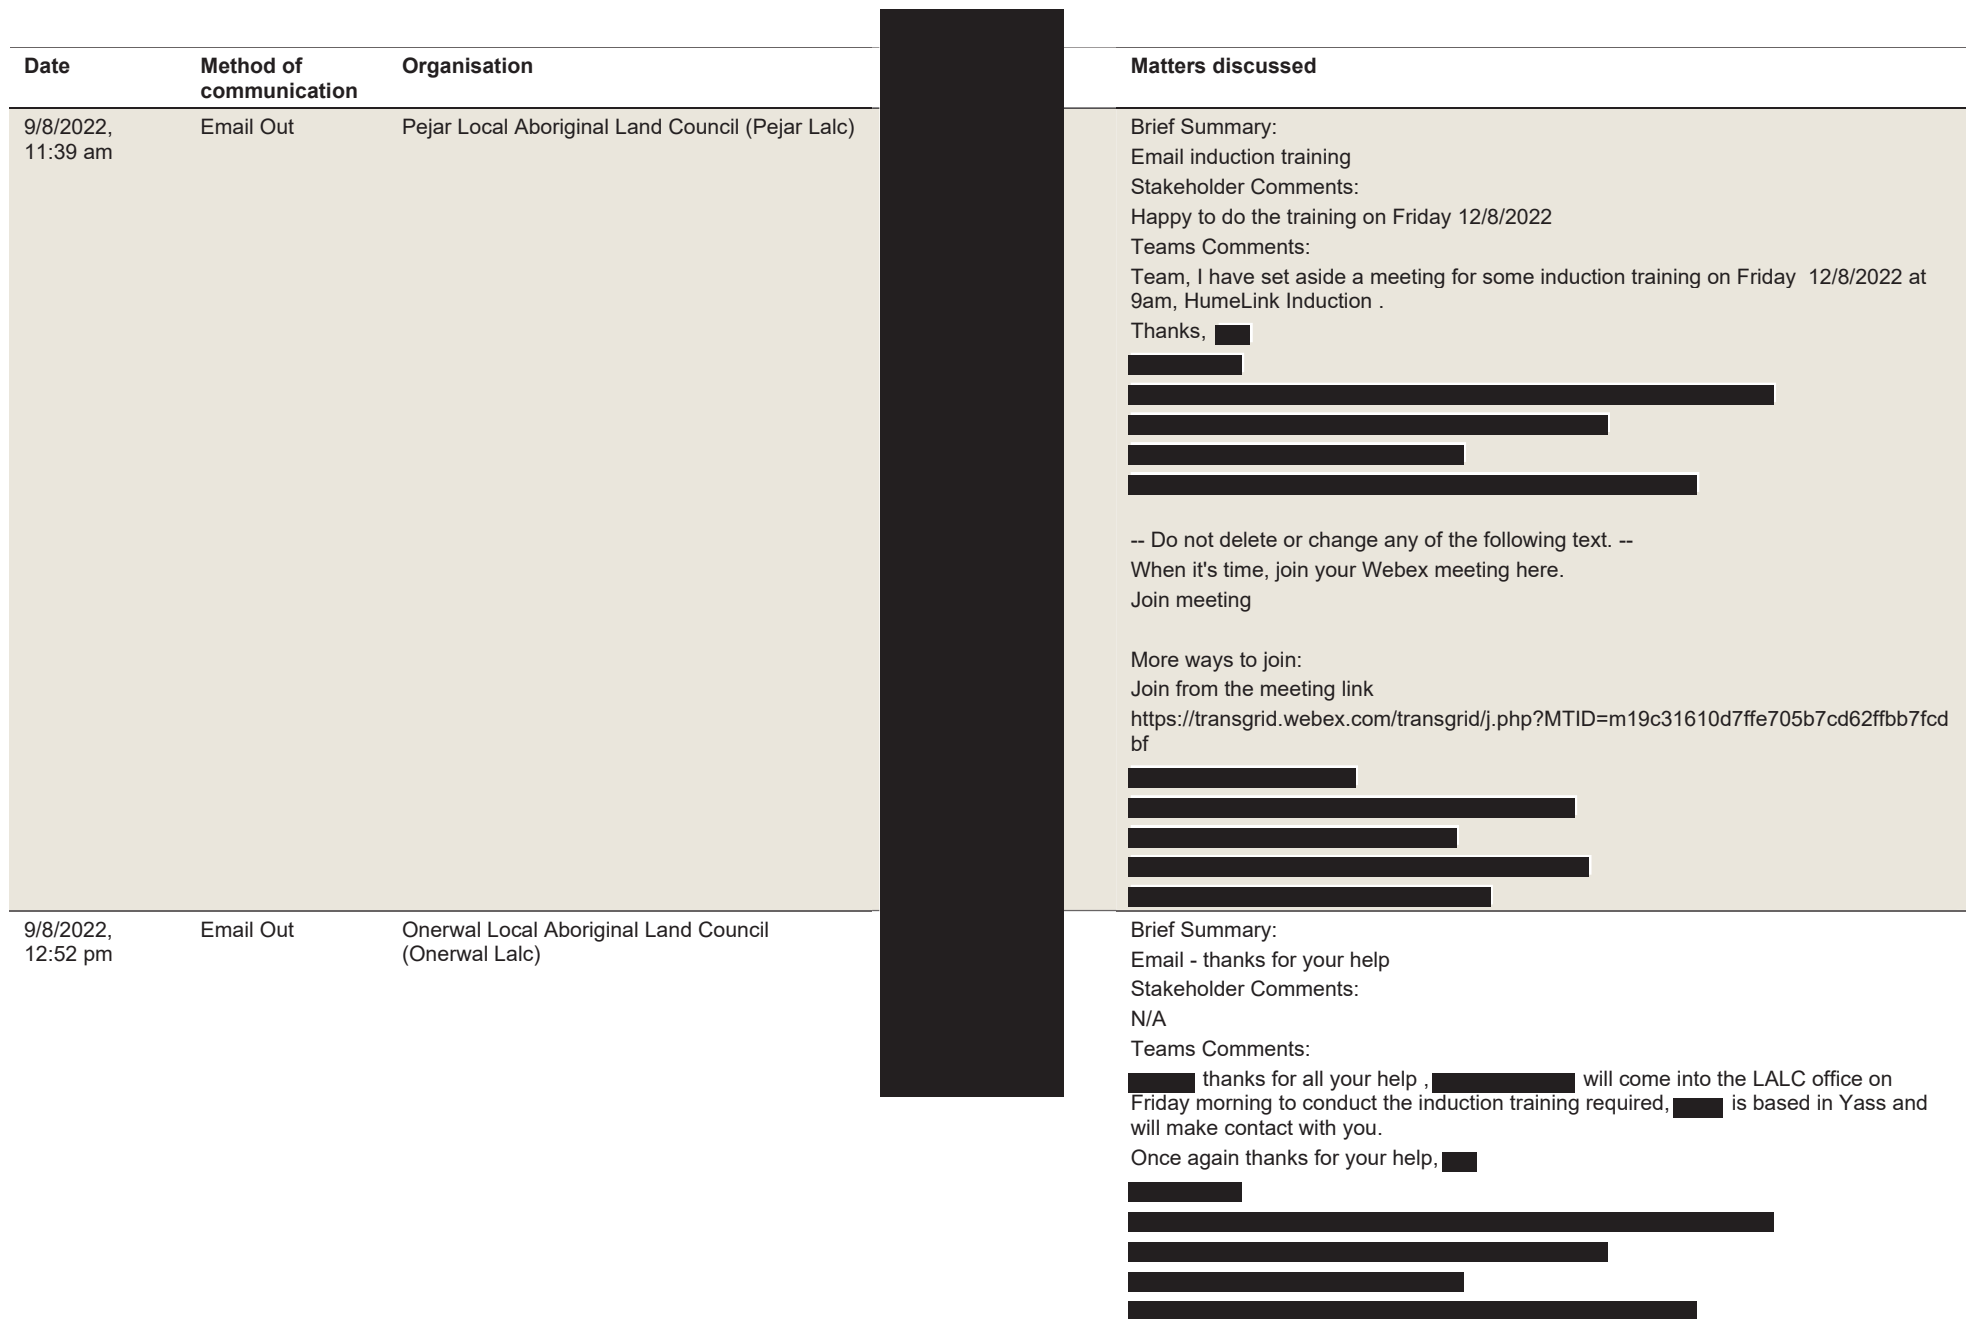 Date
Method of
communication
Organisation
Matters discussed
9/8/2022,
11:39 am
Email Out
Pejar Local Aboriginal Land Council (Pejar Lalc)
Brief Summary:
Email induction training
Stakeholder Comments:
Happy to do the training on Friday 12/8/2022
Teams Comments:
Team, I have set aside a meeting for some induction training on Friday  12/8/2022 at
9am, HumeLink Induction .
Thanks,
-- Do not delete or change any of the following text. --
When it's time, join your Webex meeting here.
Join meeting
More ways to join:
Join from the meeting link
https://transgrid.webex.com/transgrid/j.php?MTID=m19c31610d7ffe705b7cd62ffbb7fcd
bf
9/8/2022,
12:52 pm
Email Out
Onerwal Local Aboriginal Land Council
(Onerwal Lalc)
Brief Summary:
Email - thanks for your help
Stakeholder Comments:
N/A
Teams Comments:
thanks for all your help , will come into the LALC office on
Friday morning to conduct the induction training required, is based in Yass and
will make contact with you.
Once again thanks for your help,